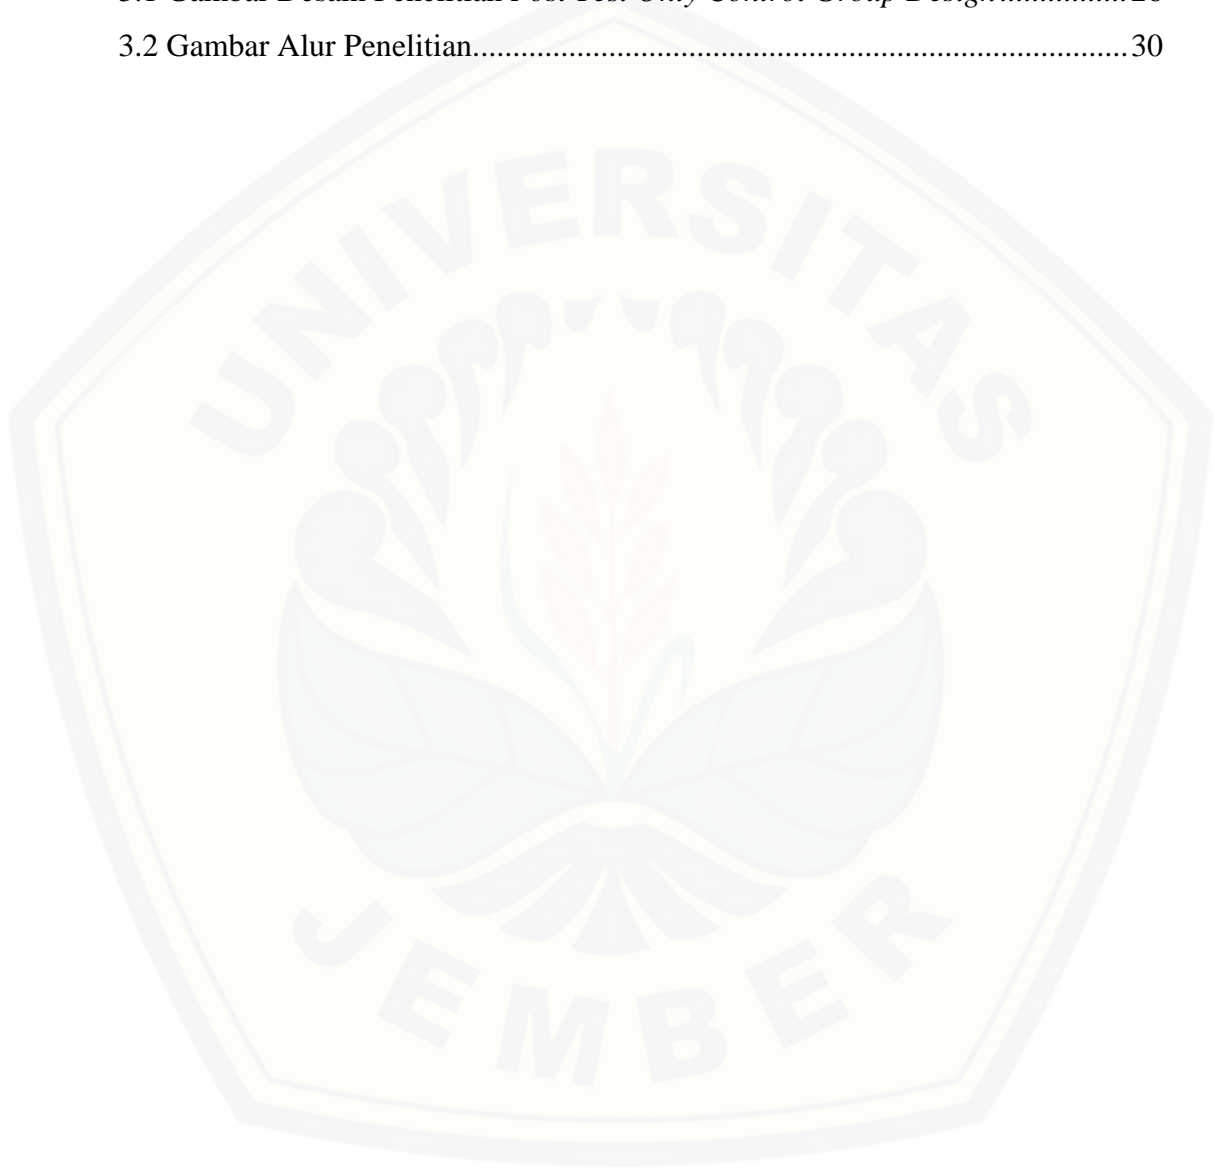 3.1 Gambar Desain Penelitian Post Test Only Control Group Design................28
3.2 Gambar Alur Penelitian.....................................................................................30
UNIVERSITAS
JEMBER